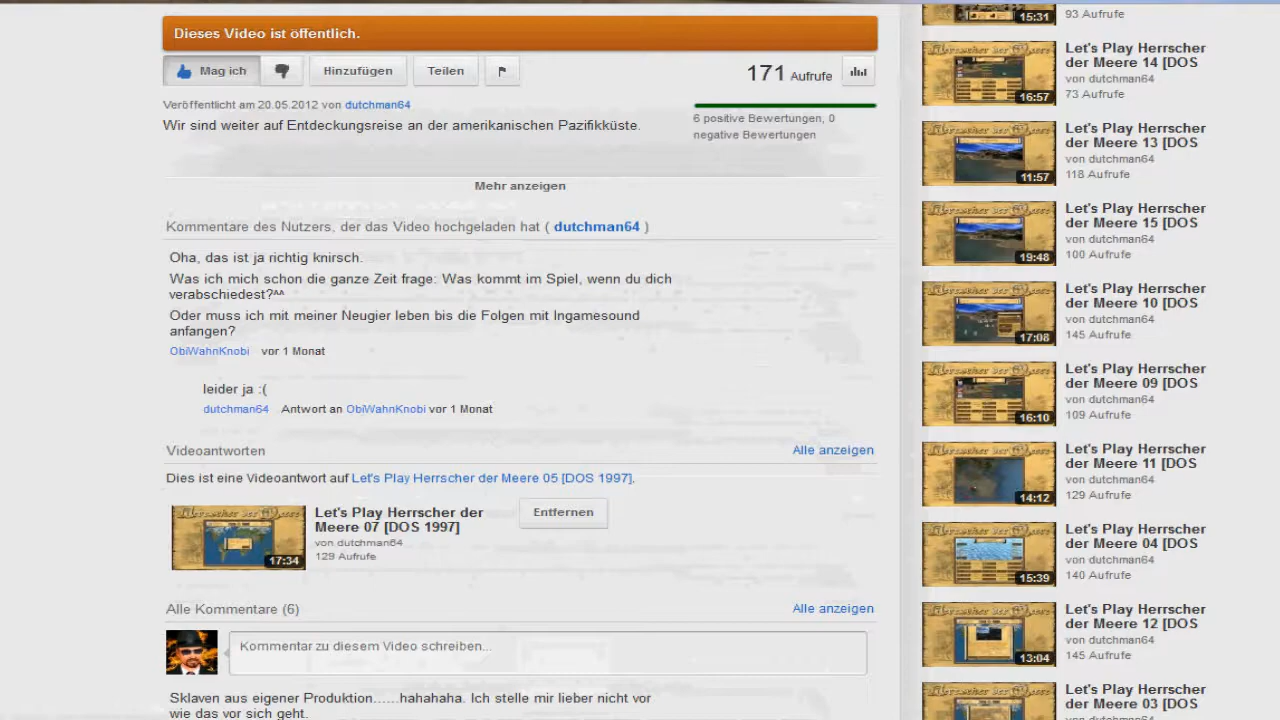 Dieses Video ist öffentlich.
Mag ich
Hinzufügen
Teilen
171 Aufrufe
Veröffentlicht am von dutchman64
6 positive Bewertungen, 0
negative Bewertungen
Wir sind weiter auf Entdeckungsreise an der amerikanischen Pazifikküste.
Mehr anzeigen
Kommentare des Nutzers, der das Video hochgeladen hat ( dutchman64 )
Oha, das ist ja richtig knirsch
Was ich mich schon die ganze Zeit frage: Was kommt im Spiel, wenn du dich
verabschiedest?^^
Oder muss ich mit der Neugier leben bis die Folgen mit ingamesound
anfangen?
ObiWahnKnobi vor 1 Monat
leider ja :(
dutchman64 Antwort an ObiWahnKnobi vor 1 Monat
Videoantworten
Alle anzeigen
Dies ist eine Videoantwort auf Let's Play Herrscher der Meere 05 [DOS 1997].
17:34
Let's Play Herrscher der
Meere 07 [DOS 1997]
dutchman64
129 Aufrufe
Entfernen
Alle Kommentare (6)
Alle anzeigen
Kommentar zu diesem Video schreiben...
Sklaven aus eigener Produktion......hahaha. Ich stelle mir lieber nicht vor
wie das vor sich geht
15:31
93 Aufrufe
16:57
Let's Play Herrscher
der Meere 14 [DOS
von dutchman64
73 Aufrufe
11:57
Let's Play Herrscher
der Meere 13 [DOS
von dutchman64
118 Aufrufe
19:48
Let's Play Herrscher
der Meere 15 [DOS
von dutchman64
100 Aufrufe
17:08
Let's Play Herrscher
der Meere 10 [DOS
von dutchman64
145 Aufrufe
16:10
Let's Play Herrscher
der Meere 09 [DOS
von dutchman64
109 Aufrufe
14:12
Let's Play Herrscher
der Meere 11 [DOS
von dutchman64
129 Aufrufe
15:39
Let's Play Herrscher
der Meere 04 [DOS
von dutchman64
140 Aufrufe
13:04
Let's Play Herrscher
der Meere 12 [DOS
von dutchman64
145 Aufrufe
Let's Play Herrscher
der Meere 03 [DOS